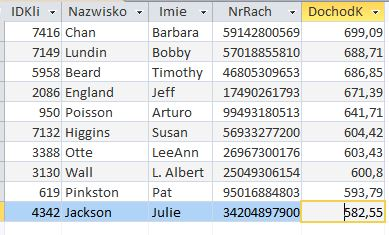 IDKli Nazwisko Imie NrRach DochodK
7416 Chan Barbara 59142800569 699,09
7149 Lundin Bobby 57018855810 688,71
5958 Beard Timothy 46805309653 686,85
2086 England Jeff 17490261793 671,39
950 Poisson Arturo 99493180513 641,71
7132 Higgins Susan 56933277200 604,42
3388 Otte LeeAnn 26967300176 603,43
3130 Wall L. Albert 25049306154 600,8
619 Pinkston Pat 95016884803 593,79
4342 Jackson Julie 34204897900 582,55